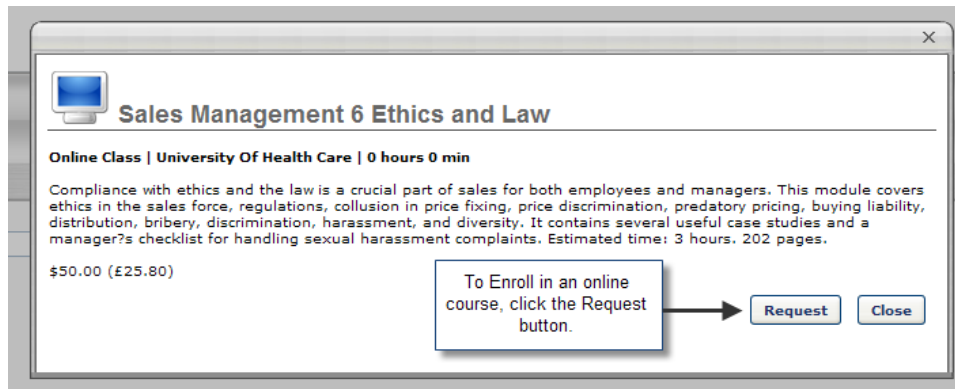 Sales Management 6 Ethics and Law
Online Class | University Of Health Care | 0 hours 0 min
Compliance with ethics and the law is a crucial part of sales for both employees and managers. This module covers
ethics in the sales force, regulations, collusion in price fixing, price discrimination, predatory pricing, buying liability,
distribution, bribery, discrimination, harassment, and diversity. It contains several useful case studies and a
manager?s checklist for handling sexual harassment complaints. Estimated time: 3 hours. 202 pages.
$50.00 (£25.80)
To Enroll in an online
course, click the Request
button.
Request
Close